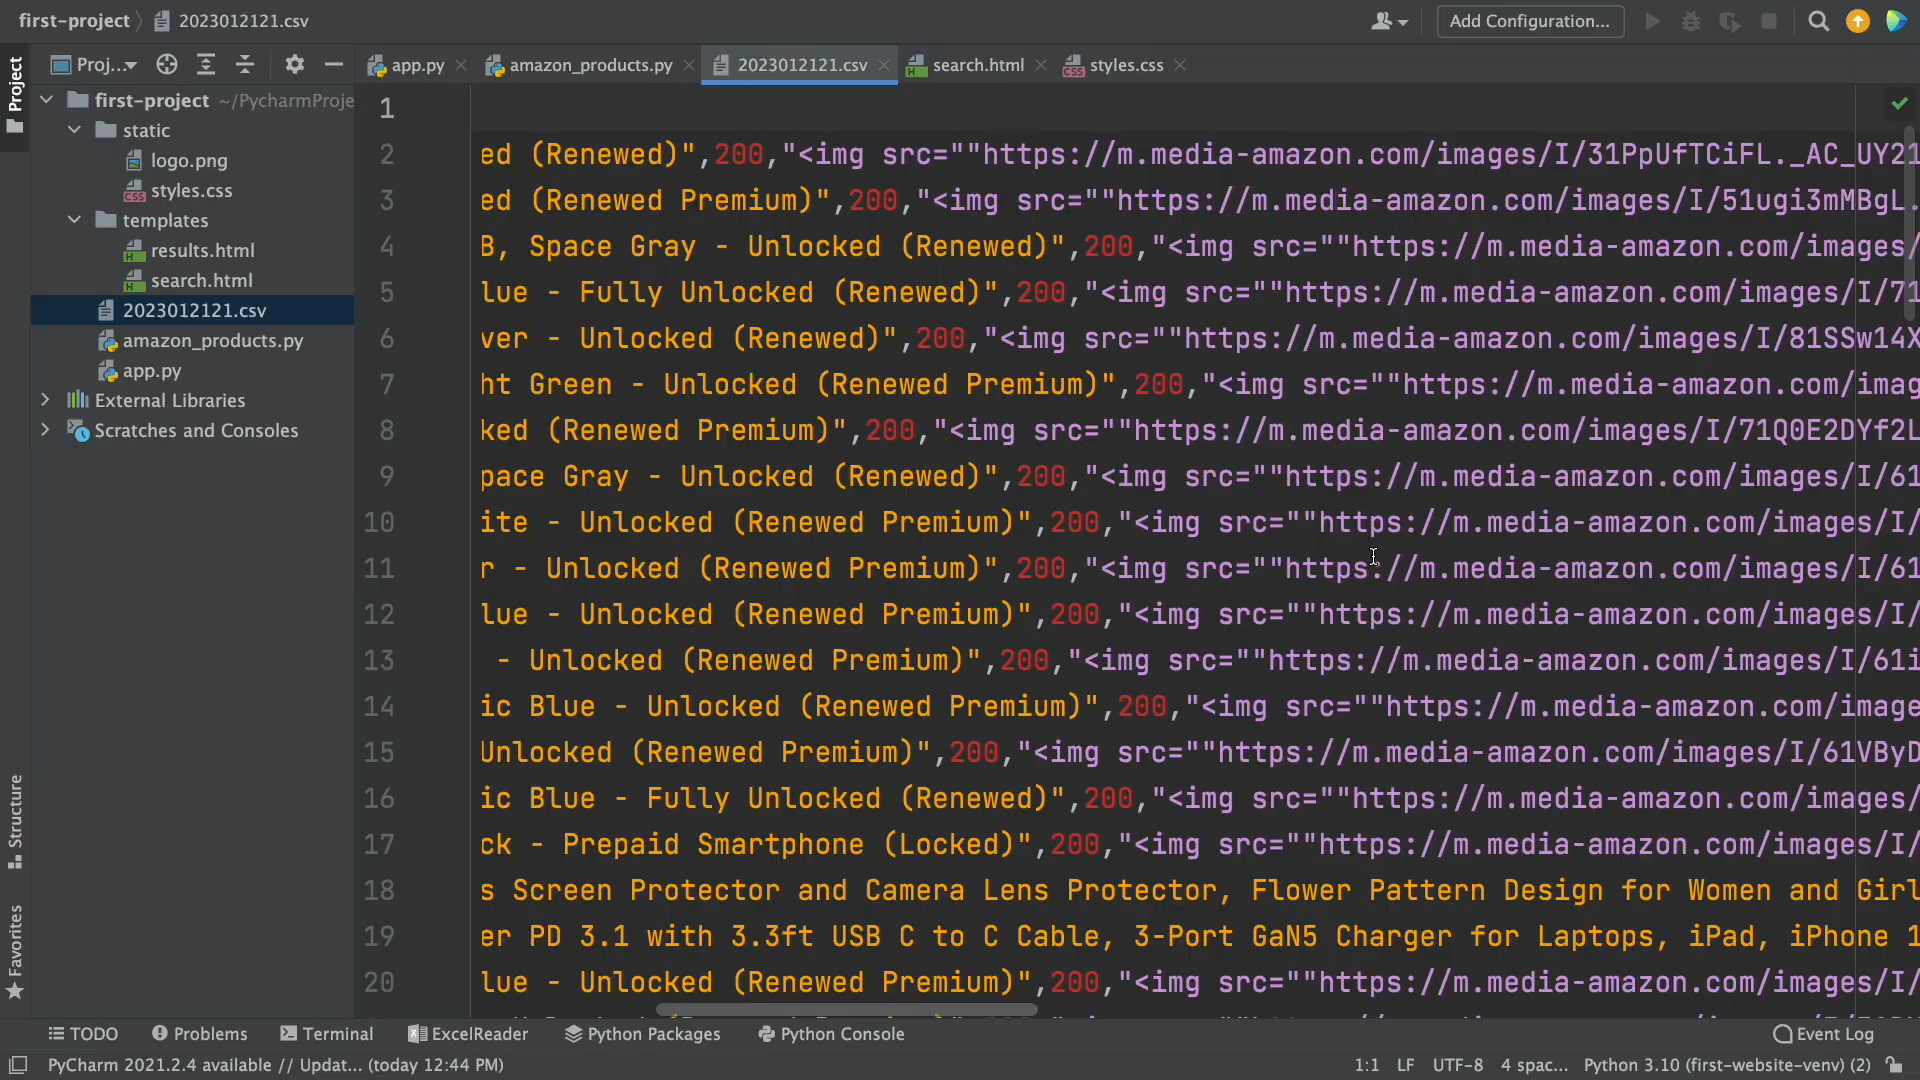 first-project 2023012121.csv Add Configuration...
Project
Proj... app.py amazon_products.py 2023012121.csv search.html styles.css
first-project ~/PycharmProje
static
logo.png
styles.css
templates
results.html
search.html
2023012121.csv
amazon_products.py
app.py
External Libraries
Scratches and Consoles
Structure
Favorites
1
2 ed (Renewed)",200,"<img src=""https://m.media-amazon.com/images/I/31PpUfTCiFL._AC_UY21
3 ed (Renewed Premium)",200,"<img src=""https://m.media-amazon.com/images/I/51ugi3mMBgL.
4 B, Space Gray - Unlocked (Renewed)",200,"<img src=""https://m.media-amazon.com/images/
5 lue - Fully Unlocked (Renewed)",200,"<img src=""https://m.media-amazon.com/images/I/71
6 ver - Unlocked (Renewed)",200,"<img src=""https://m.media-amazon.com/images/I/81SSw14X
7 ht Green - Unlocked (Renewed Premium)",200,"<img src=""https://m.media-amazon.com/imag
8 ked (Renewed Premium)",200,"<img src=""https://m.media-amazon.com/images/I/71Q0E2DYf2L
9 pace Gray - Unlocked (Renewed)",200,"<img src=""https://m.media-amazon.com/images/I/61
10 ite - Unlocked (Renewed Premium)",200,"<img src=""https://m.media-amazon.com/images/I/
11 r - Unlocked (Renewed Premium)",200,"<img src=""https://m.media-amazon.com/images/I/61
12 lue - Unlocked (Renewed Premium)",200,"<img src=""https://m.media-amazon.com/images/I/
13 - Unlocked (Renewed Premium)",200,"<img src=""https://m.media-amazon.com/images/I/61i
14 ic Blue - Unlocked (Renewed Premium)",200,"<img src=""https://m.media-amazon.com/image
15 Unlocked (Renewed Premium)",200,"<img src=""https://m.media-amazon.com/images/I/61VByD
16 ic Blue - Fully Unlocked (Renewed)",200,"<img src=""https://m.media-amazon.com/images/
17 ck - Prepaid Smartphone (Locked)",200,"<img src=""https://m.media-amazon.com/images/I/
18 s Screen Protector and Camera Lens Protector, Flower Pattern Design for Women and Girl
19 er PD 3.1 with 3.3ft USB C to C Cable, 3-Port GaN5 Charger for Laptops, iPad, iPhone 1
20 lue - Unlocked (Renewed Premium)",200,"<img src=""https://m.media-amazon.com/images/I/
TODO Problems Terminal ExcelReader Python Packages Python Console Event Log
PyCharm 2021.2.4 available // Updat... (today 12:44 PM) 1:1 LF UTF-8 4 spac... Python 3.10 (first-website-venv) (2)